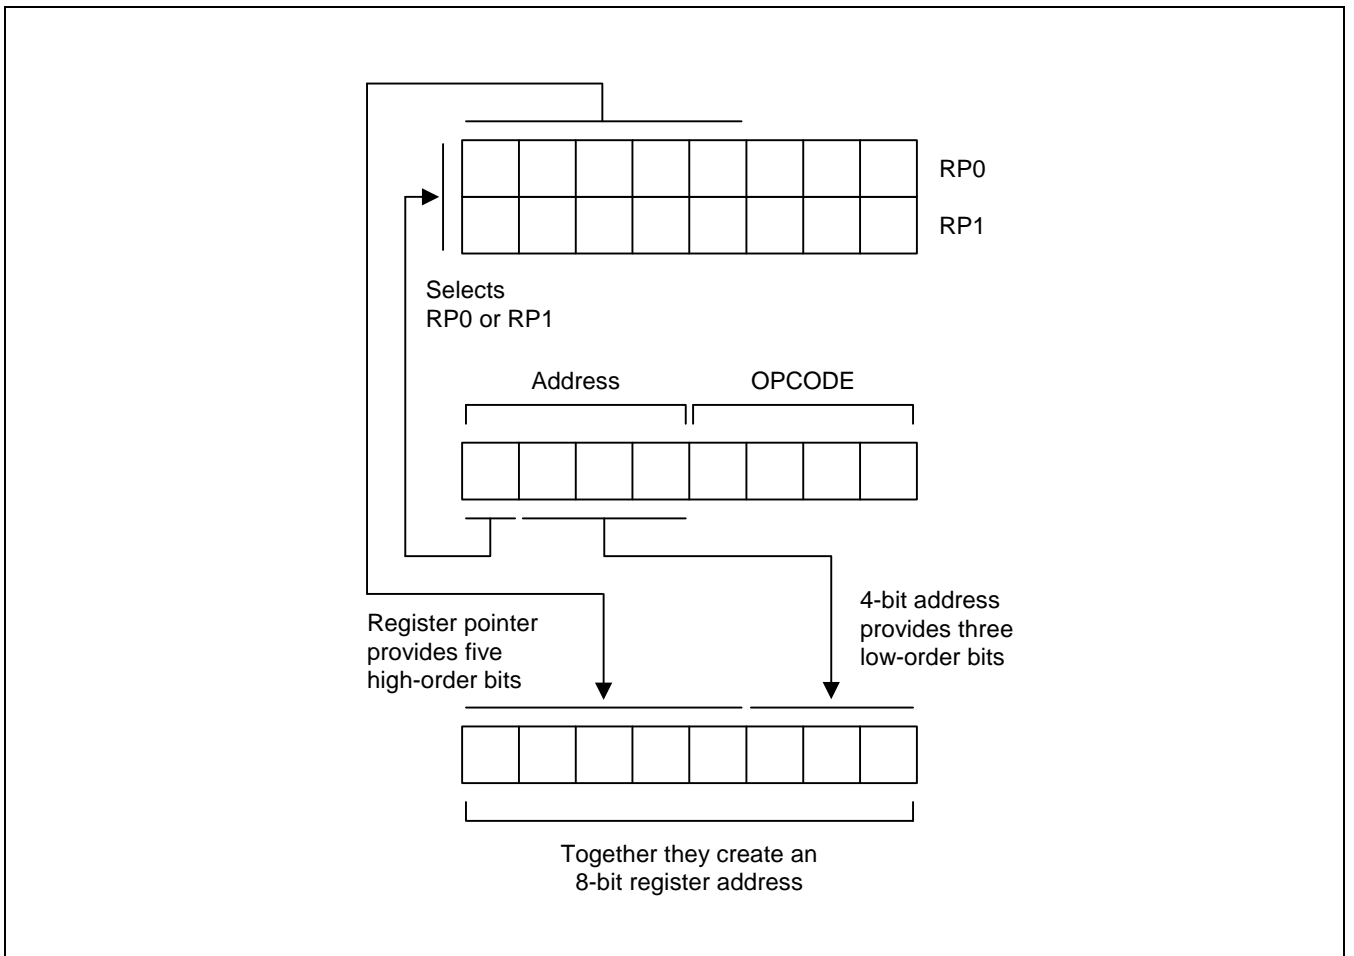 RP0
RP1
Selects
RP0 or RP1
Address
OPCODE
Register pointer
provides five
high-order bits
4-bit address
provides three
low-order bits
Together they create an
8-bit register address